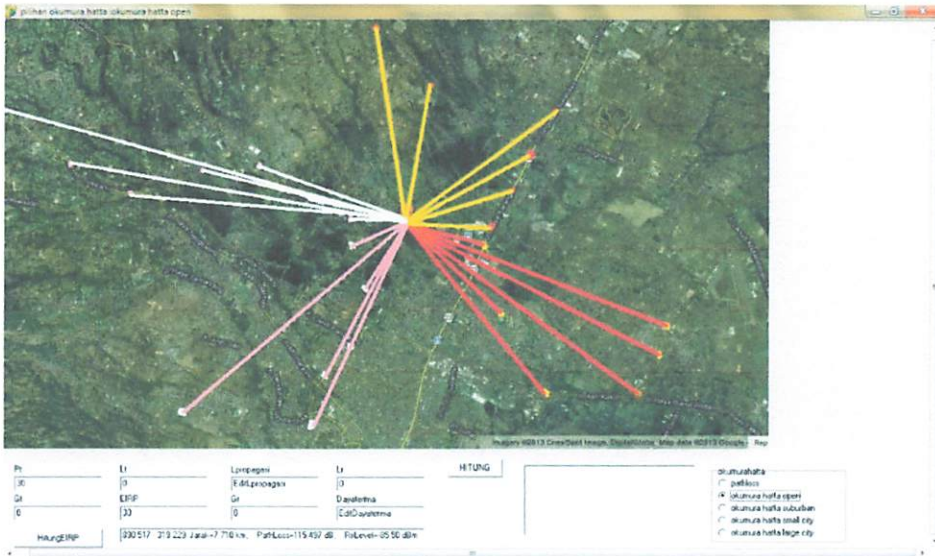 pilihan okumura hatta okumura hatta open
Imagery ©2013 Cnes/Spot Image, DigitalGlobe, Map data ©2013 Google - Rep
Pt Lt Lpropagasi Lr HITUNG
30 0 EditLpropagasi 0
Gt EIRP Gr Dayaterima
0 30 0 EditDayaterima
HitungEIRP
Jarak=7.710 km, PathLoss=115.497 dB,
okumurahatta
pathloss
okumura hatta open
okumura hatta suburban
okumura hatta small city
okumura hatta large city